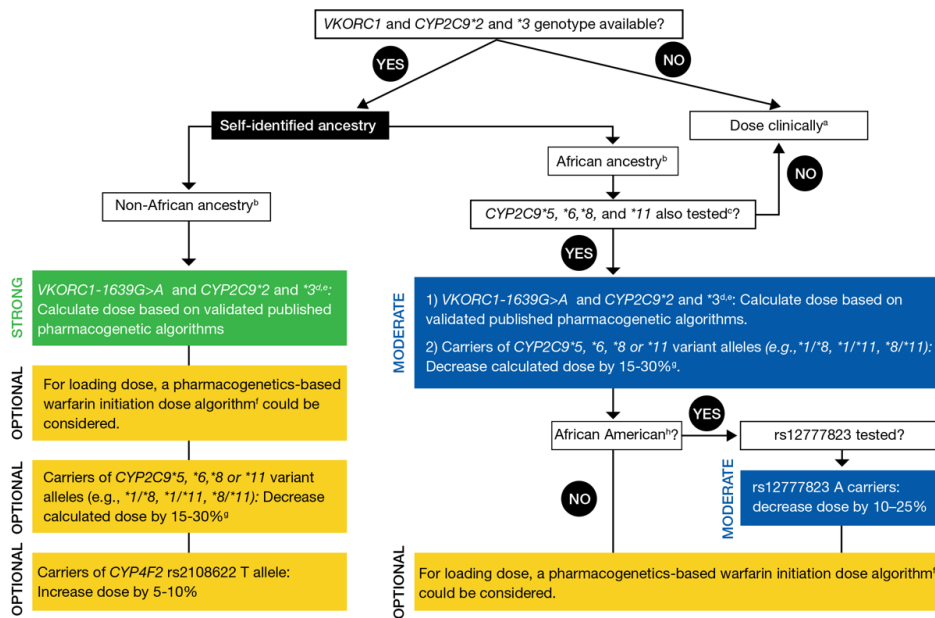 VKORC1 and CYP2C9*2 and *3 genotype available?
YES
NO
Self-identified ancestry
Dose clinicallyᵃ
African ancestryᵇ
NO
Non-African ancestryᵇ
CYP2C9*5, *6,*8, and *11 also testedᶜ?
YES
STRONG
VKORC1-1639G>A and CYP2C9*2 and *3ᵈ,ᵉ:
Calculate dose based on validated published
pharmacogenetic algorithms
MODERATE
1) VKORC1-1639G>A and CYP2C9*2 and *3ᵈ,ᵉ: Calculate dose based on
validated published pharmacogenetic algorithms.
2) Carriers of CYP2C9*5, *6, *8 or *11 variant alleles (e.g.,*1/*8, *1/*11, *8/*11):
Decrease calculated dose by 15-30%ᵍ.
OPTIONAL
For loading dose, a pharmacogenetics-based
warfarin initiation dose algorithmᶠ could be
considered.
African Americanʰ?
YES
rs12777823 tested?
OPTIONAL
Carriers of CYP2C9*5, *6,*8 or *11 variant
alleles (e.g., *1/*8, *1/*11, *8/*11): Decrease
calculated dose by 15-30%ᵍ
NO
MODERATE
rs12777823 A carriers:
decrease dose by 10–25%
OPTIONAL
Carriers of CYP4F2 rs2108622 T allele:
Increase dose by 5-10%
OPTIONAL
For loading dose, a pharmacogenetics-based warfarin initiation dose algorithmᶠ
could be considered.